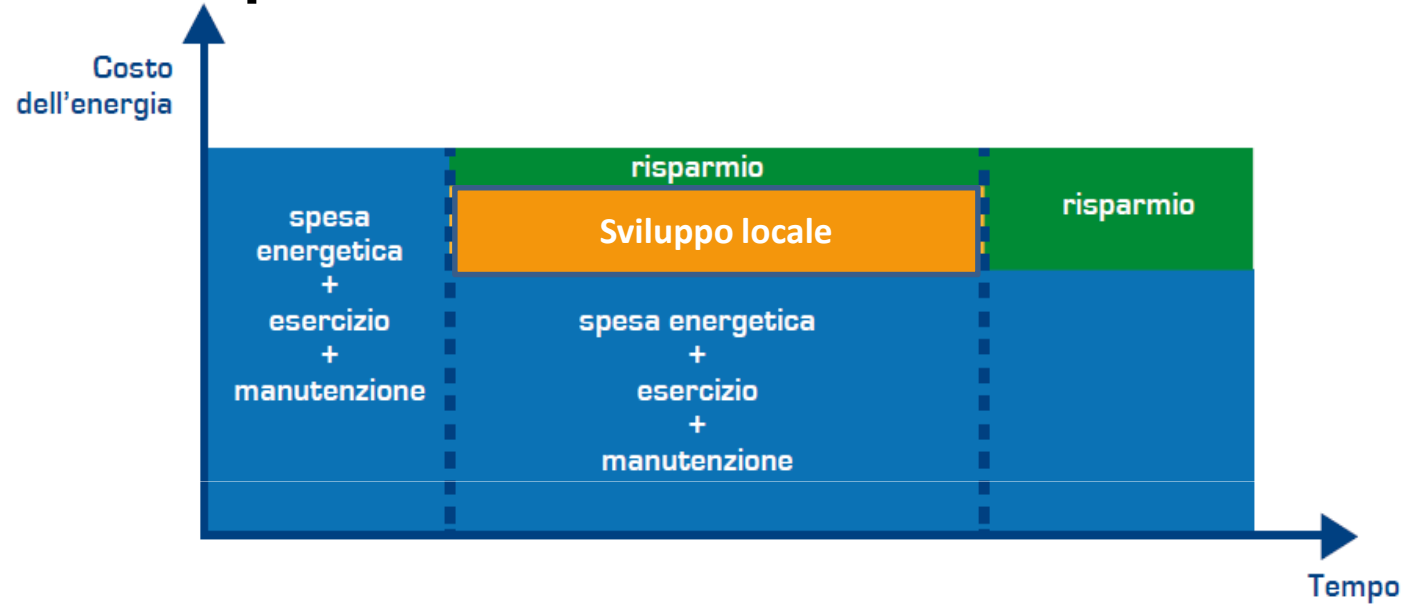 Costo
dell'energia
spesa
energetica
+
esercizio
+
manutenzione
risparmio
Sviluppo locale
spesa energetica
+
esercizio
+
manutenzione
risparmio
Tempo